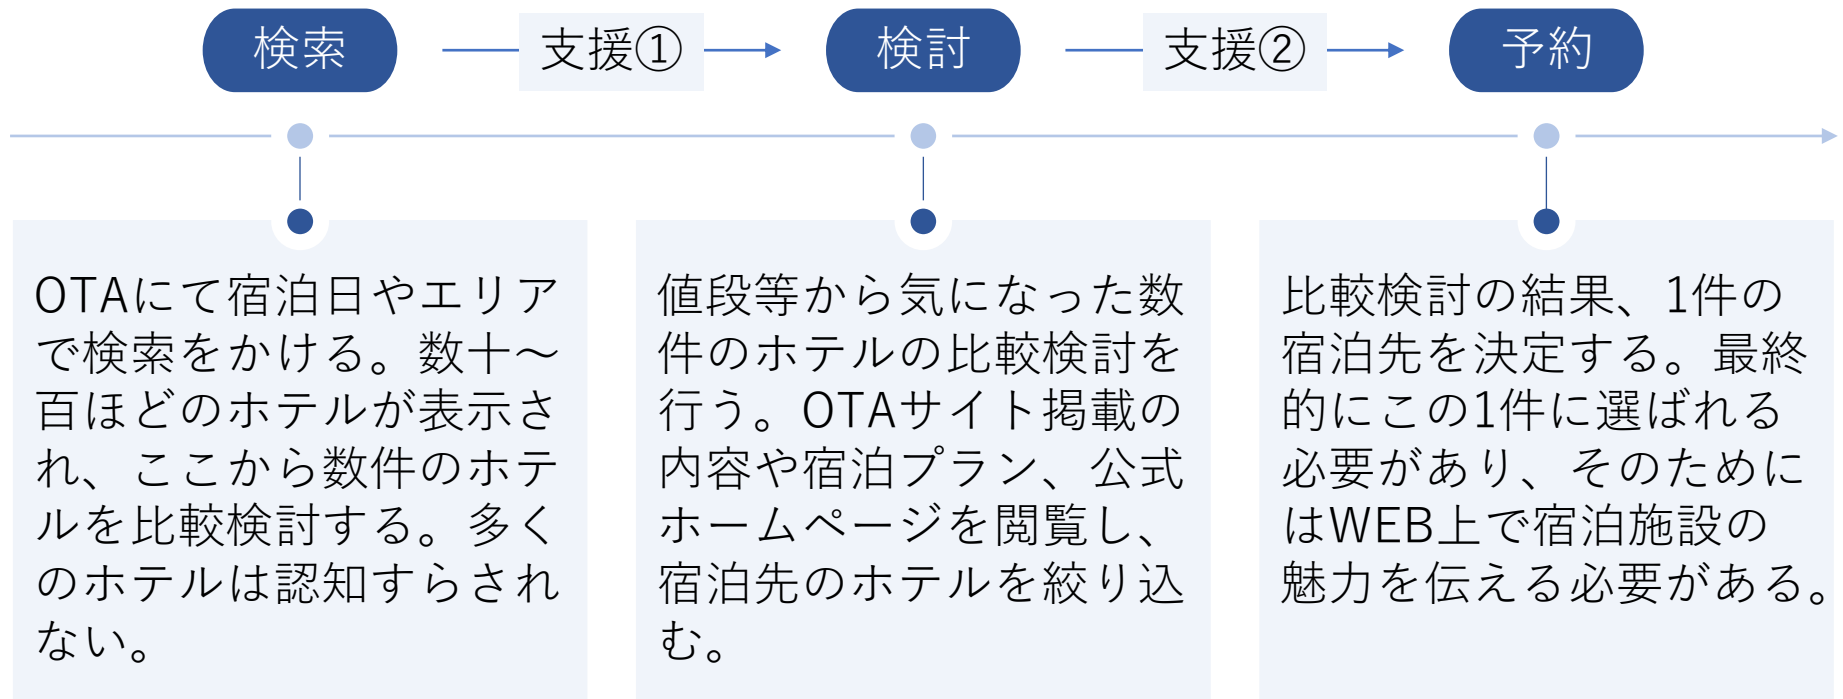 検索
支援①
検討
支援②
予約
OTAにて宿泊日やエリア
で検索をかける。数十～
百ほどのホテルが表示さ
れ、ここから数件のホテ
ルを比較検討する。多く
のホテルは認知すらされ
ない。
値段等から気になった数
件のホテルの比較検討を
行う。OTAサイト掲載の
内容や宿泊プラン、公式
ホームページを閲覧し、
宿泊先のホテルを絞り込
む。
比較検討の結果、1件の
宿泊先を決定する。最終
的にこの1件に選ばれる
必要があり、そのために
はWEB上で宿泊施設の
魅力を伝える必要がある。